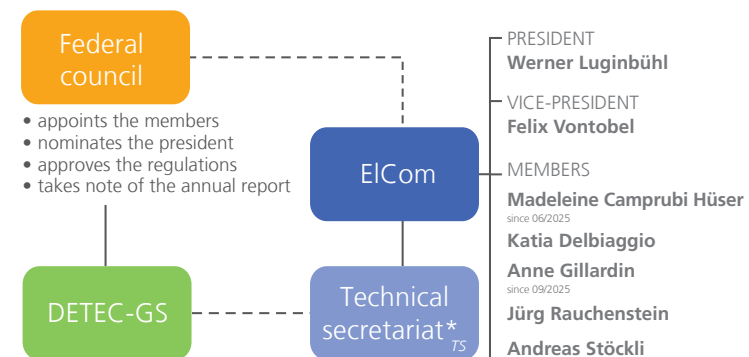 Federal
council
• appoints the members
• nominates the president
• approves the regulations
• takes note of the annual report
ElCom
DETEC-GS
Technical
secretariat*
TS
PRESIDENT
Werner Luginbühl
VICE-PRESIDENT
Felix Vontobel
MEMBERS
Madeleine Camprubi Hüser
since 06/2025
Katia Delbiaggio
Anne Gillardin
since 09/2025
Jürg Rauchenstein
Andreas Stöckli